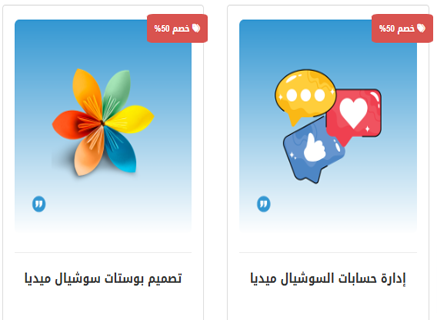 خصم 50%
إدارة حسابات السوشيال ميديا
خصم 50%
تصميم بوستات سوشيال ميديا